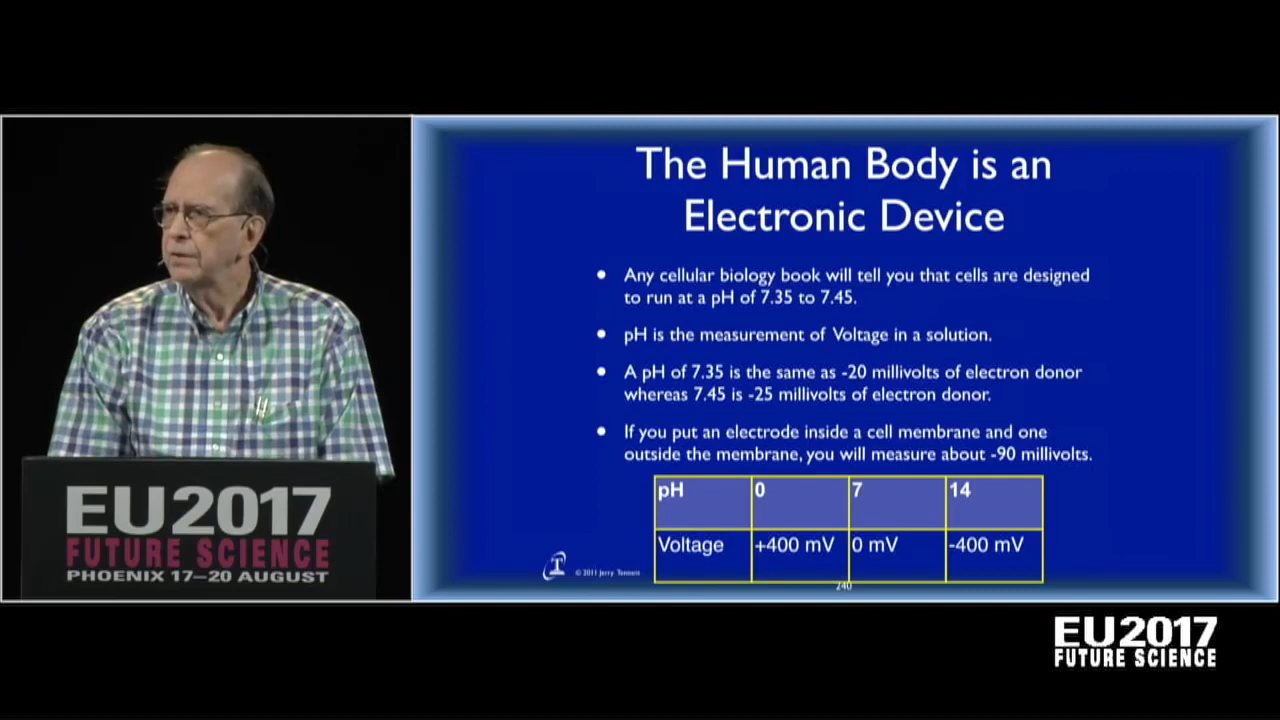 The Human Body is an
Electronic Device
• Any cellular biology book will tell you that cells are designed
to run at a pH of 7.35 to 7.45.
• pH is the measurement of Voltage in a solution.
• A pH of 7.35 is the same as -20 millivolts of electron donor
whereas 7.45 is -25 millivolts of electron donor.
• If you put an electrode inside a cell membrane and one
outside the membrane, you will measure about -90 millivolts.
pH 0 7 14
Voltage +400 mV 0 mV -400 mV
T
© 2011 Jerry Tennant
240
EU2017
FUTURE SCIENCE
PHOENIX 17–20 AUGUST
EU2017
FUTURE SCIENCE